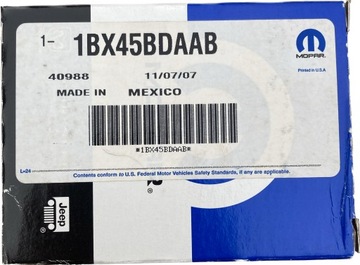 1- 1BX45BDAAB
MOPAR
Printed in U.S.A
40988 11/07/07
MADE IN MEXICO
*1BX45BDAAB*
L-24
Contents conform to U.S. Federal Motor Vehicles Safety Standards, if any are applicable.
Jeep